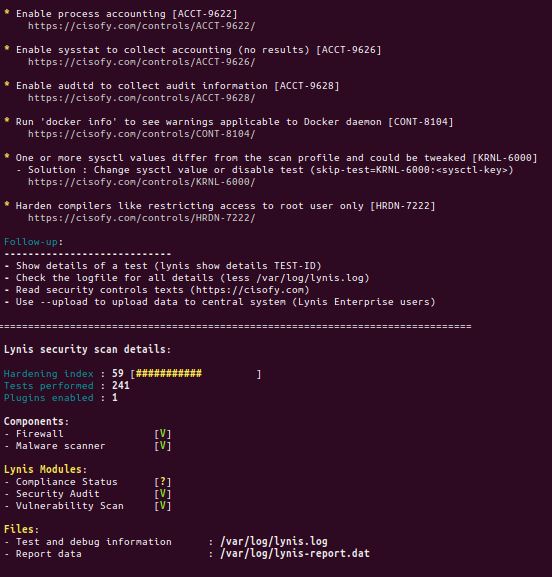 * Enable process accounting [ACCT-9622]
https://cisofy.com/controls/ACCT-9622/
* Enable sysstat to collect accounting (no results) [ACCT-9626]
https://cisofy.com/controls/ACCT-9626/
* Enable auditd to collect audit information [ACCT-9628]
https://cisofy.com/controls/ACCT-9628/
* Run 'docker info' to see warnings applicable to Docker daemon [CONT-8104]
https://cisofy.com/controls/CONT-8104/
* One or more sysctl values differ from the scan profile and could be tweaked [KRNL-6000]
- Solution : Change sysctl value or disable test (skip-test=KRNL-6000:<sysctl-key>)
https://cisofy.com/controls/KRNL-6000/
* Harden compilers like restricting access to root user only [HRDN-7222]
https://cisofy.com/controls/HRDN-7222/
Follow-up:
----------------------------
- Show details of a test (lynis show details TEST-ID)
- Check the logfile for all details (less /var/log/lynis.log)
- Read security controls texts (https://cisofy.com)
- Use --upload to upload data to central system (Lynis Enterprise users)
================================================================================
Lynis security scan details:
Hardening index : 59 [########### ]
Tests performed : 241
Plugins enabled : 1
Components:
- Firewall [V]
- Malware scanner [V]
Lynis Modules:
- Compliance Status [?]
- Security Audit [V]
- Vulnerability Scan [V]
Files:
- Test and debug information : /var/log/lynis.log
- Report data : /var/log/lynis-report.dat